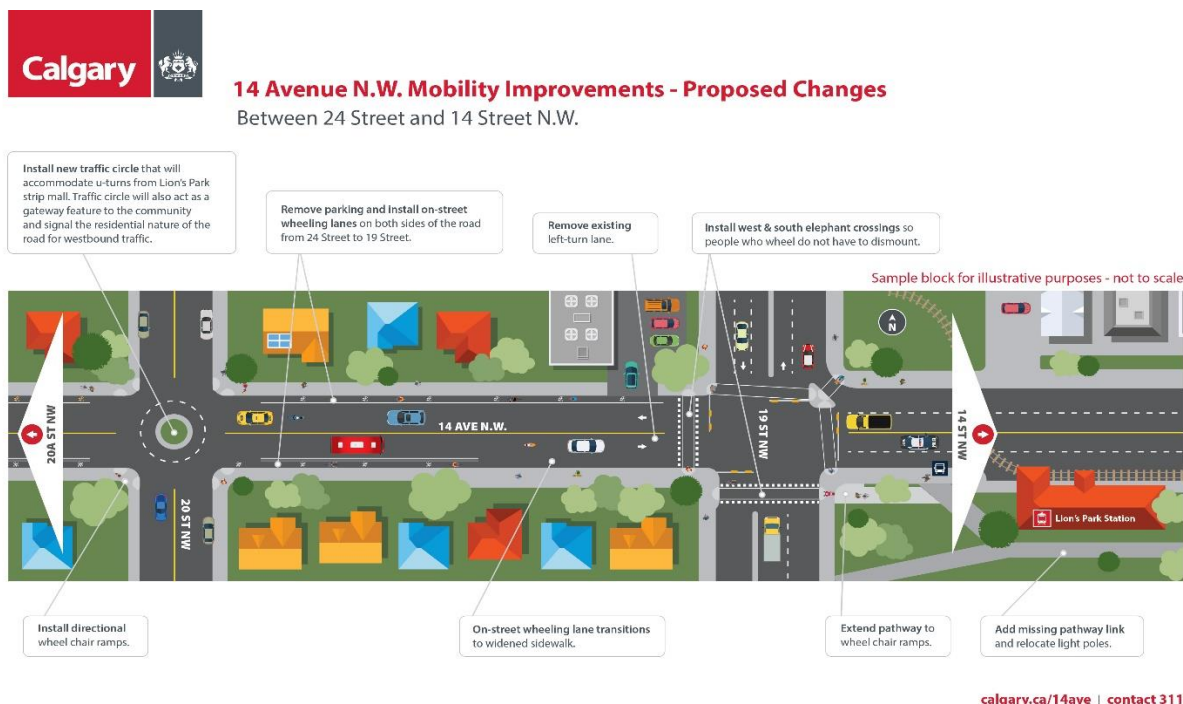 Calgary
14 Avenue N.W. Mobility Improvements - Proposed Changes
Between 24 Street and 14 Street N.W.
Install new traffic circle that will
accommodate u-turns from Lion's Park
strip mall. Traffic circle will also act as a
gateway feature to the community
and signal the residential nature of the
road for westbound traffic.
Remove parking and install on-street
wheeling lanes on both sides of the road
from 24 Street to 19 Street.
Remove existing
left-turn lane.
Install west & south elephant crossings so
people who wheel do not have to dismount.
Sample block for illustrative purposes - not to scale
N
20A ST NW
14 AVE N.W.
19 ST NW
14 ST NW
20 ST NW
Lion's Park Station
Install directional
wheel chair ramps.
On-street wheeling lane transitions
to widened sidewalk.
Extend pathway to
wheel chair ramps.
Add missing pathway link
and relocate light poles.
calgary.ca/14ave | contact 311